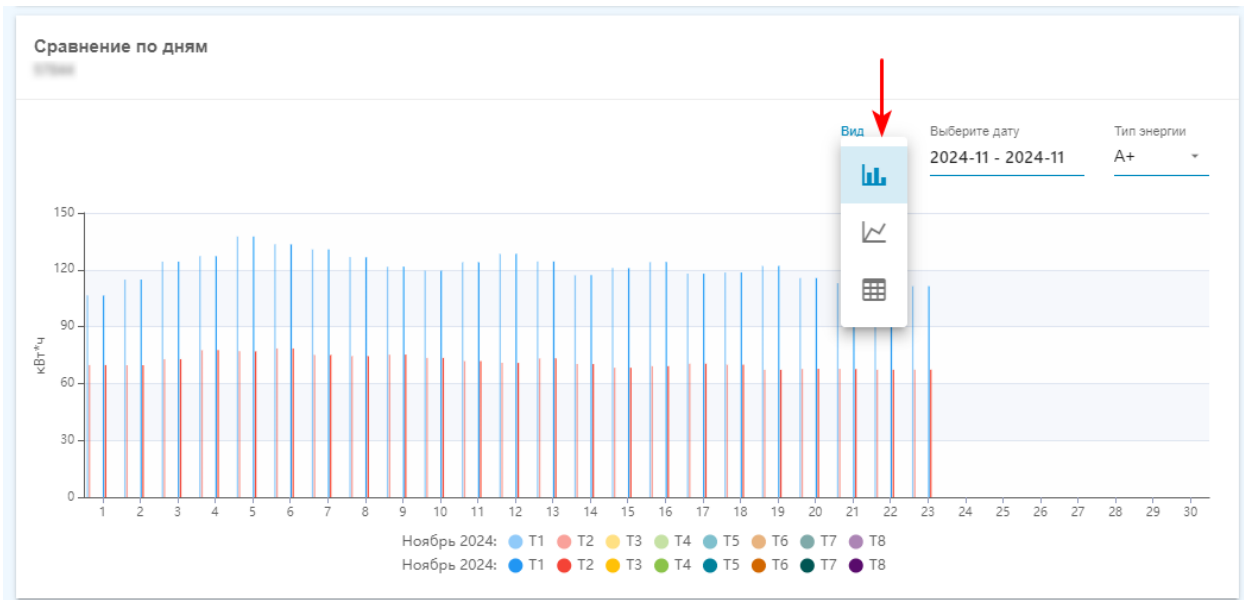 Сравнение по дням
Вид Выберите дату Тип энергии
2024-11 - 2024-11 A+
150
120
90
60
30
0
кВт*ч
1 2 3 4 5 6 7 8 9 10 11 12 13 14 15 16 17 18 19 20 21 22 23 24 25 26 27 28 29 30
Ноябрь 2024: T1 T2 T3 T4 T5 T6 T7 T8
Ноябрь 2024: T1 T2 T3 T4 T5 T6 T7 T8